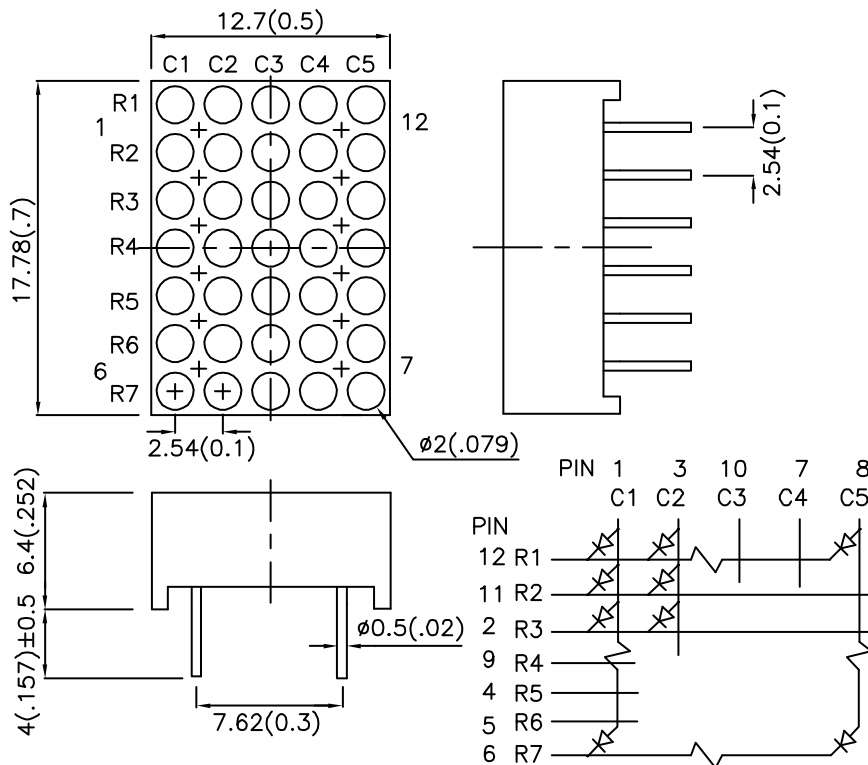 12.7(0.5)
C1 C2 C3 C4 C5
R1
1
12
R2
R3
R4
R5
R6
6
7
R7
17.78(.7)
2.54(0.1)
ø2(.079)
2.54(0.1)
6.4(.252)
4(.157)±0.5
ø0.5(.02)
7.62(0.3)
PIN 1 3 10 7 8
C1 C2 C3 C4 C5
PIN
12 R1
11 R2
2 R3
9 R4
4 R5
5 R6
6 R7